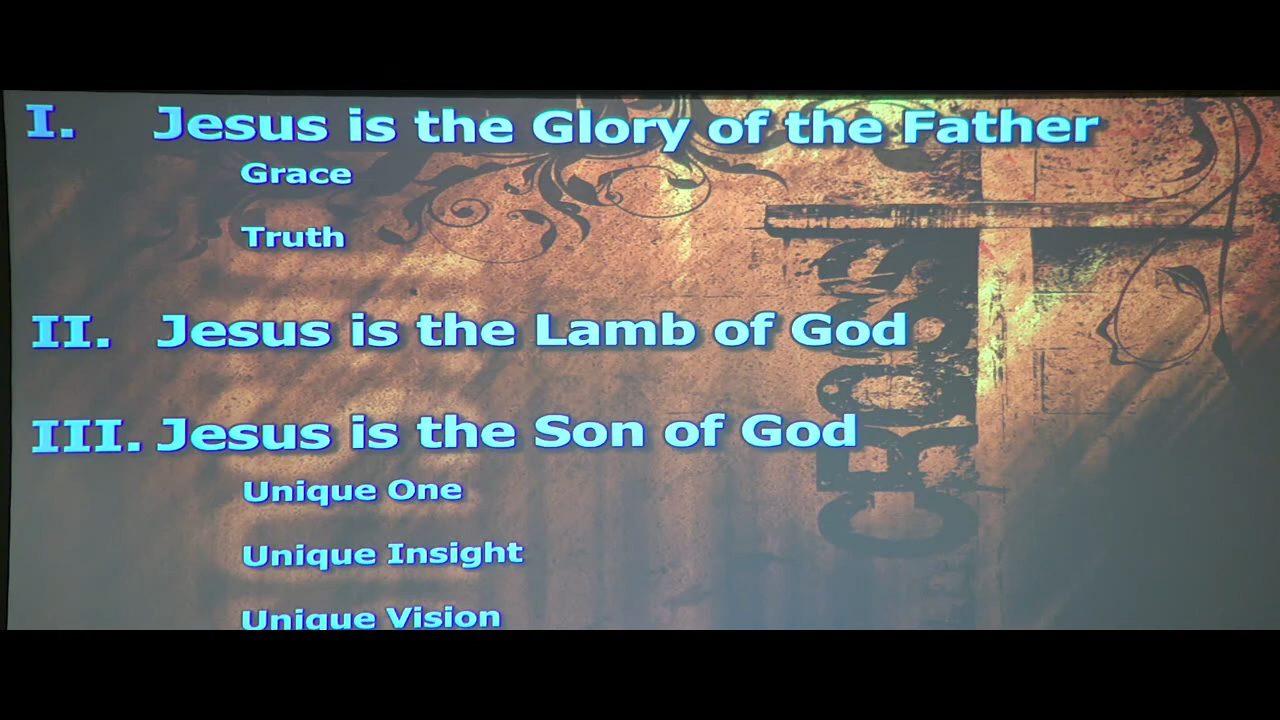 I. Jesus is the Glory of the Father
Grace
Truth
II. Jesus is the Lamb of God
III. Jesus is the Son of God
Unique One
Unique Insight
Unique Vision
CROSS